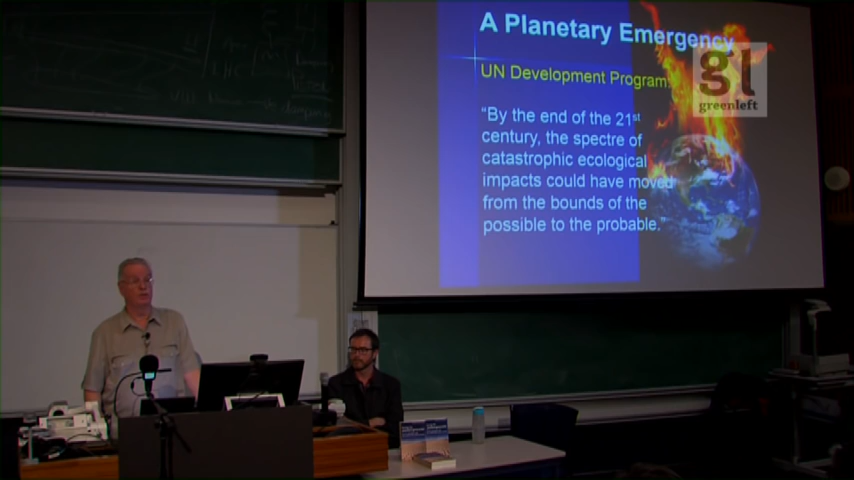 A Planetary Emergency
UN Development Program:
“By the end of the 21st
century, the spectre of
catastrophic ecological
impacts could have moved
from the bounds of the
possible to the probable.”
gl
greenleft